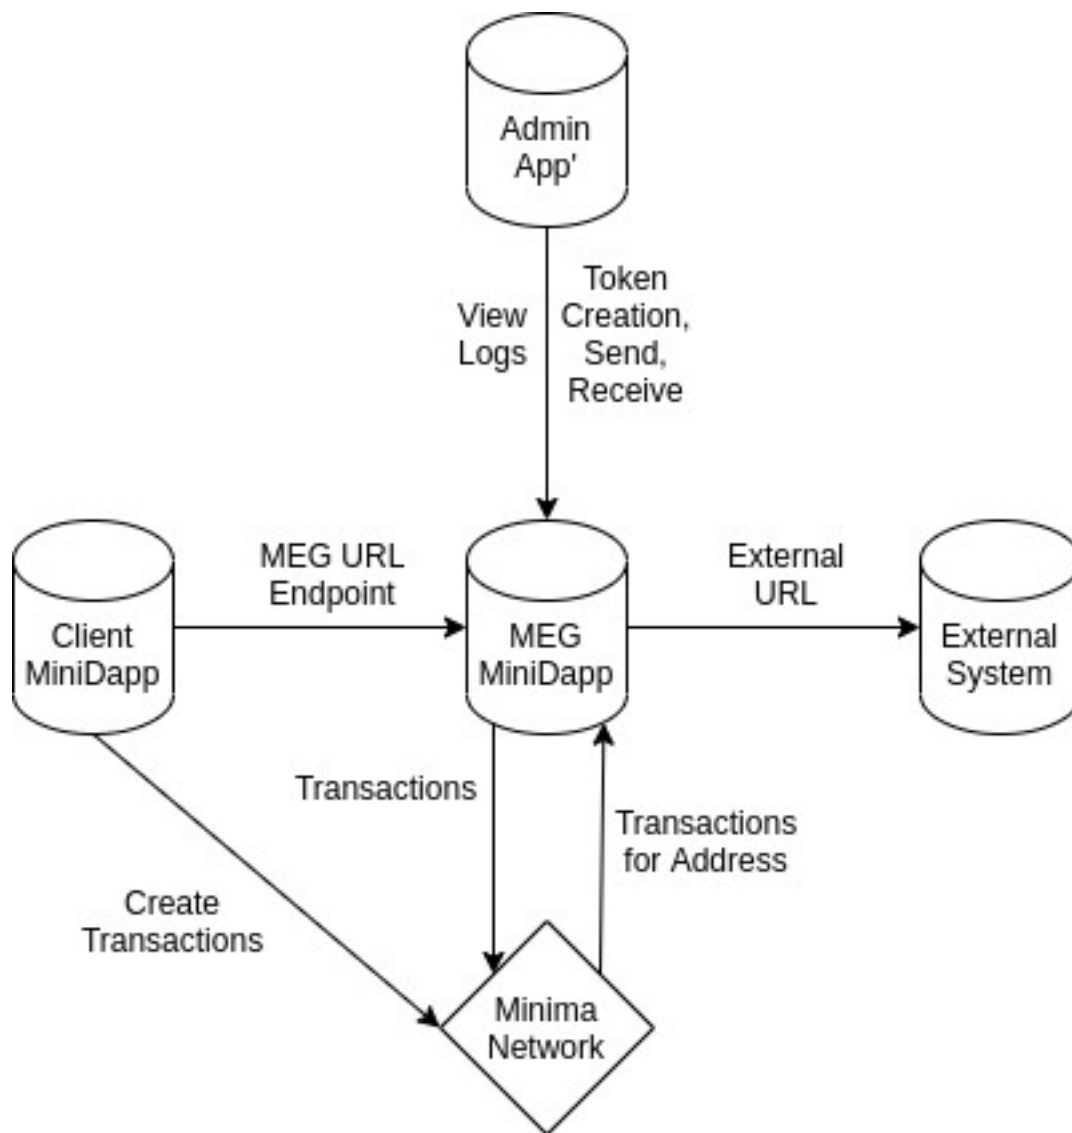 Admin
App'
View
Logs
Token
Creation,
Send,
Receive
MEG URL
Endpoint
External
URL
Client
MiniDapp
MEG
MiniDapp
External
System
Transactions
Transactions
for Address
Create
Transactions
Minima
Network